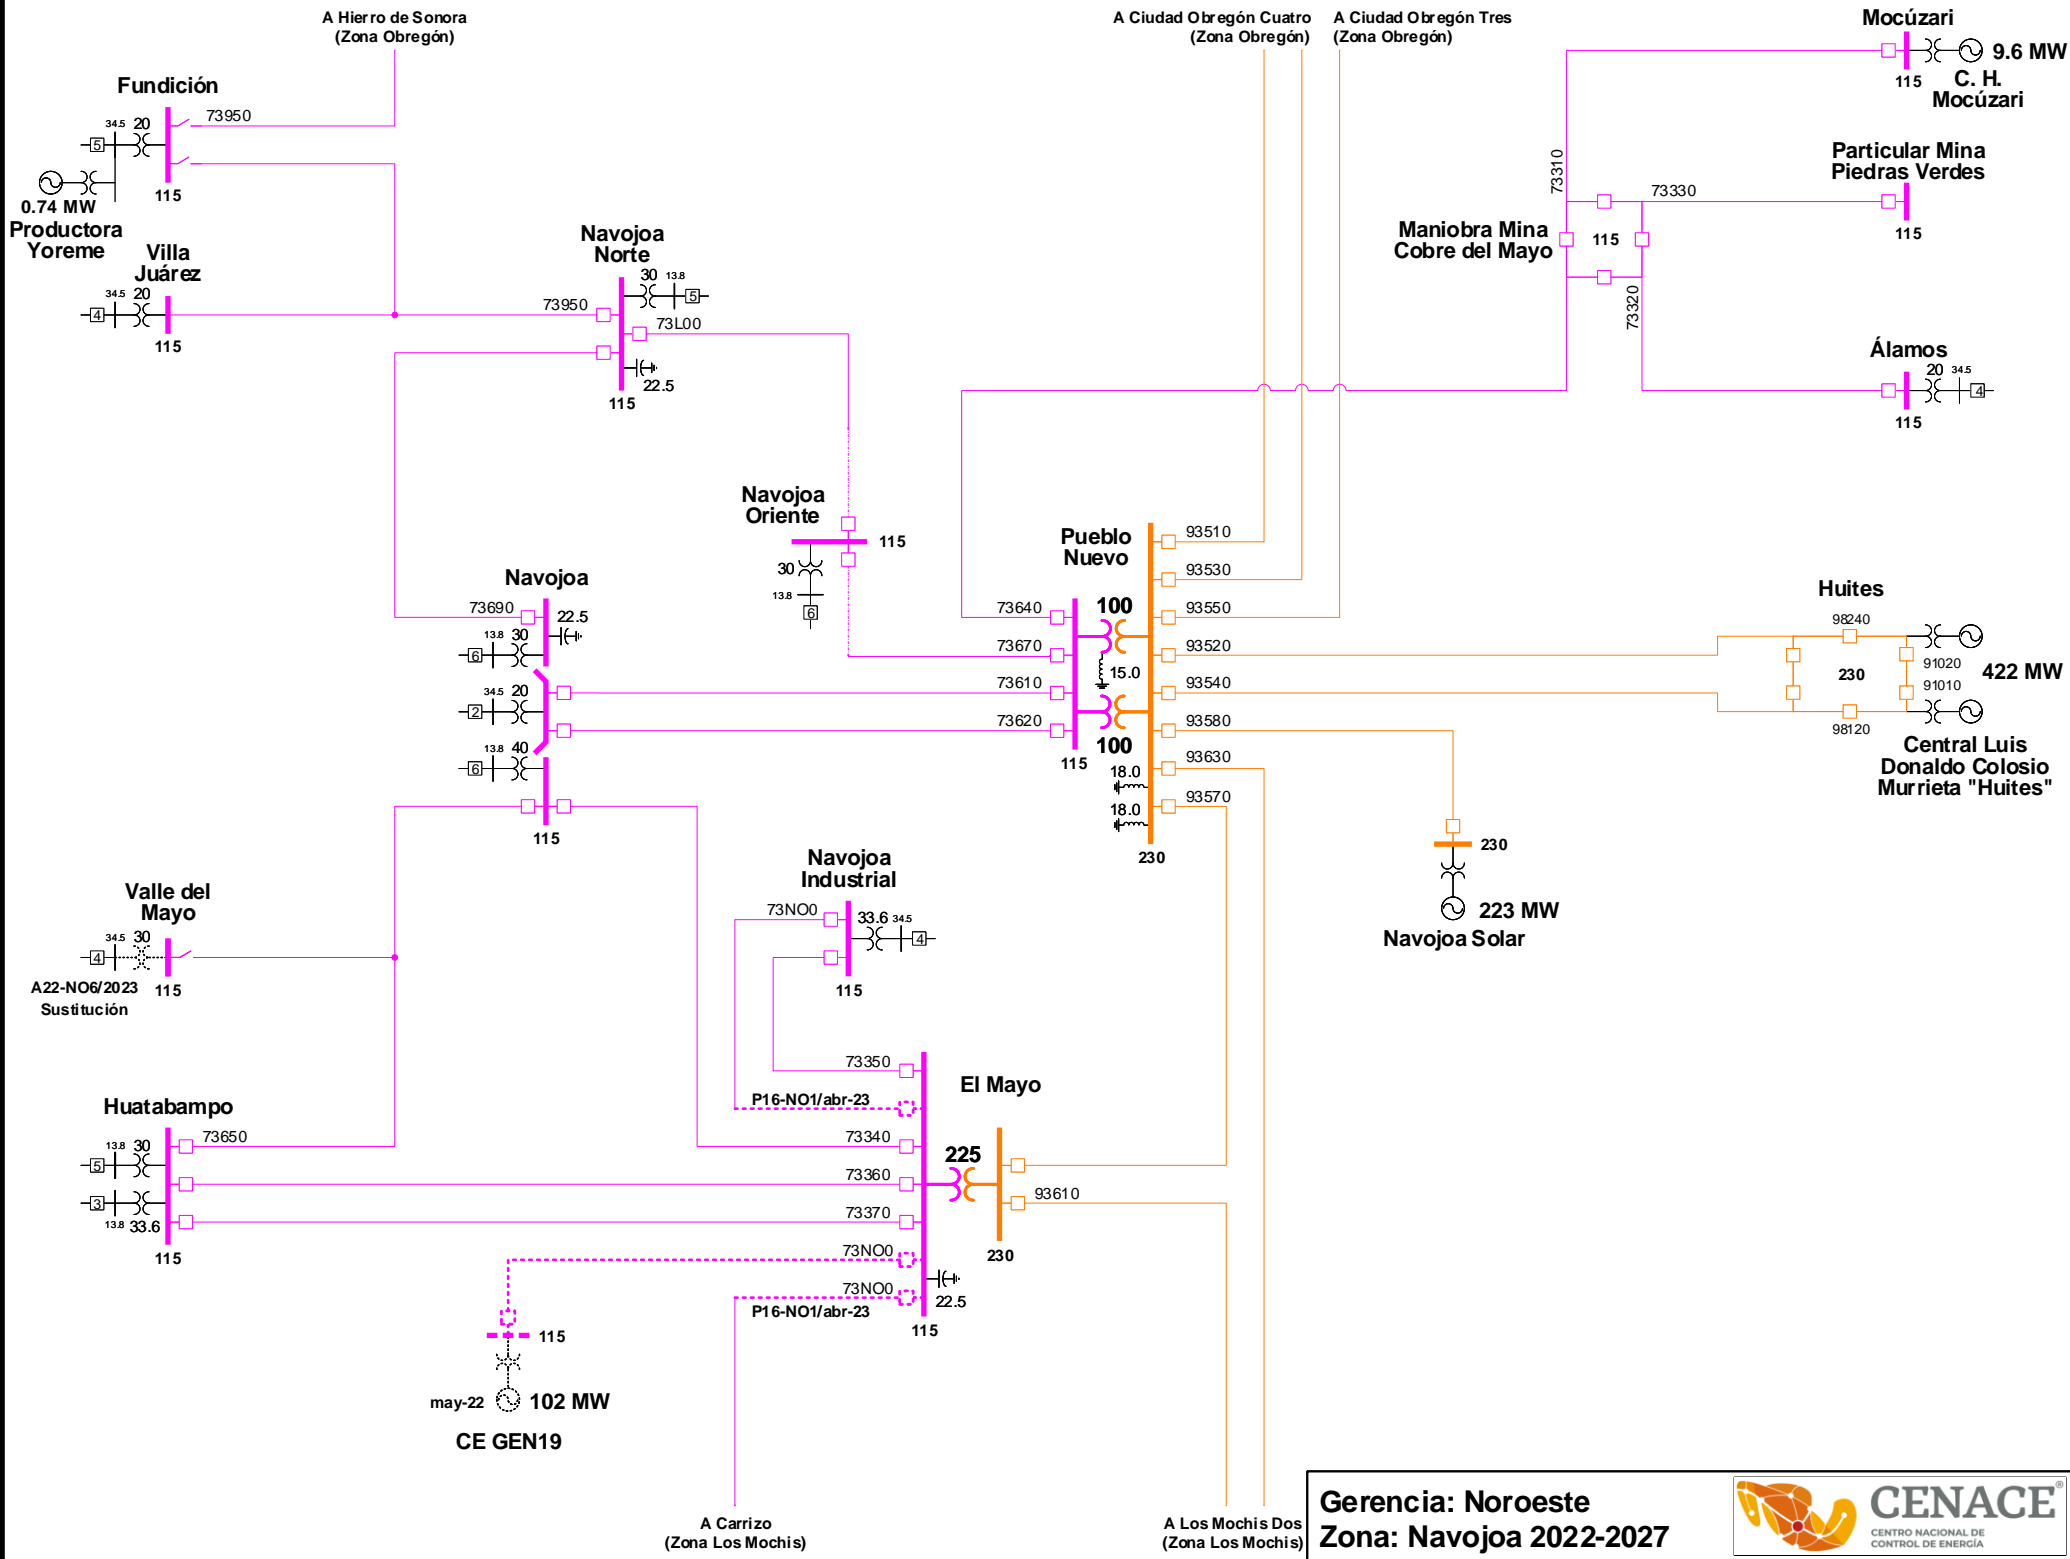 A Hierro de Sonora
(Zona Obregón)
A Ciudad Obregón Cuatro
(Zona Obregón)
A Ciudad Obregón Tres
(Zona Obregón)
Mocúzari
9.6 MW
115
C. H.
Mocúzari
Fundición
73950
34.5
20
5
115
0.74 MW
Productora
Yoreme
Villa
Juárez
34.5
20
4
115
Navojoa
Norte
30
13.8
5
73950
73L00
22.5
115
73310
Particular Mina
Piedras Verdes
73330
115
Maniobra Mina
Cobre del Mayo
115
73320
Álamos
20
34.5
4
115
Navojoa
Oriente
115
30
13.8
6
Navojoa
73690
22.5
13.8
30
6
34.5
20
2
13.8
40
6
115
Pueblo
Nuevo
73640
73670
73610
73620
100
15.0
100
115
18.0
18.0
230
93510
93530
93550
93520
93540
93580
93630
93570
Huites
98240
91020
230
91010
98120
422 MW
Central Luis
Donaldo Colosio
Murrieta "Huites"
230
223 MW
Navojoa Solar
Valle del
Mayo
34.5
30
4
115
A22-NO6/2023
Sustitución
Navojoa
Industrial
73NO0
33.6
34.5
4
115
El Mayo
73350
P16-NO1/abr-23
73340
73360
73370
73NO0
73NO0
P16-NO1/abr-23
22.5
115
225
93610
230
Huatabampo
13.8
30
5
73650
3
13.8
33.6
115
115
may-22
102 MW
CE GEN19
A Carrizo
(Zona Los Mochis)
A Los Mochis Dos
(Zona Los Mochis)
Gerencia: Noroeste
Zona: Navojoa 2022-2027
CENACE®
CENTRO NACIONAL DE
CONTROL DE ENERGÍA